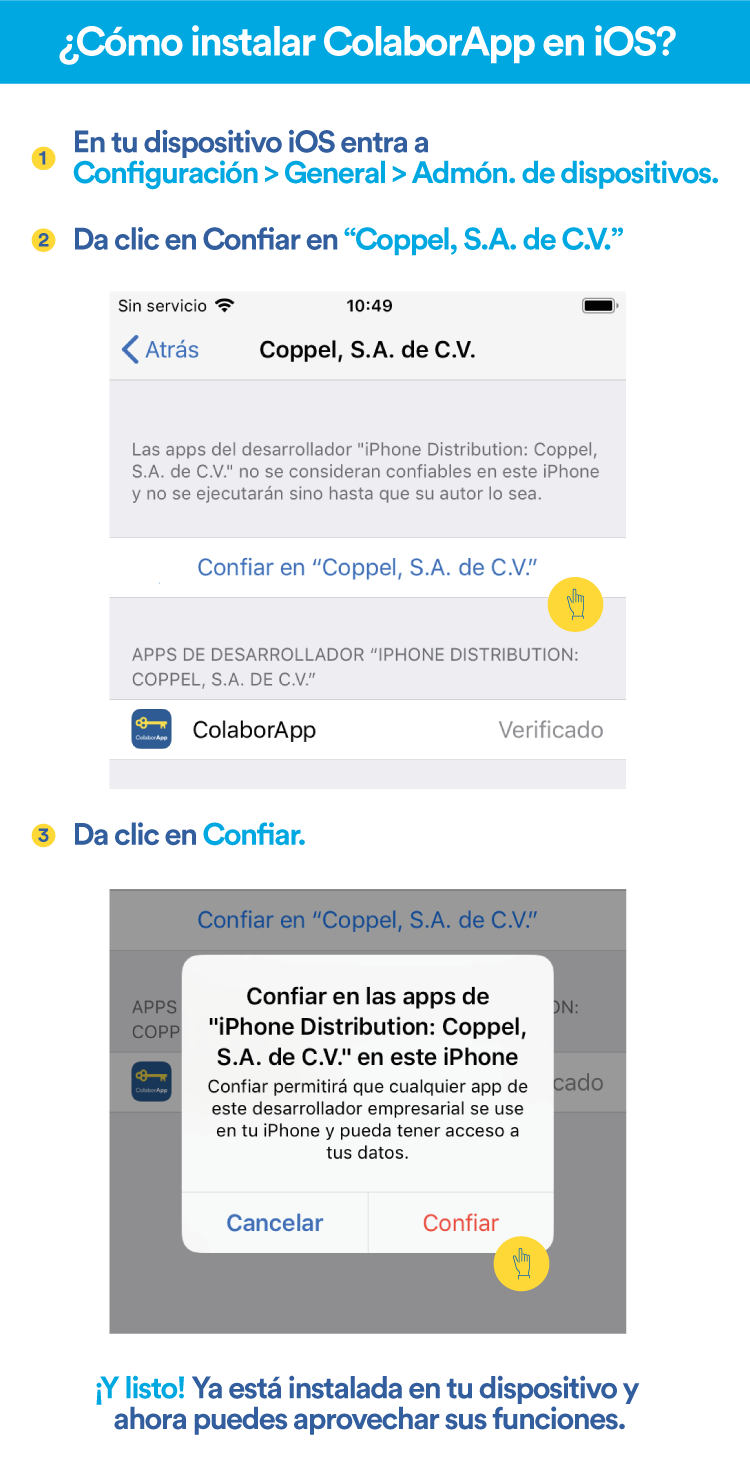 ¿Cómo instalar ColaborApp en iOS?
1 En tu dispositivo iOS entra a
Configuración > General > Admón. de dispositivos.
2 Da clic en Confiar en “Coppel, S.A. de C.V.”
Sin servicio 10:49
Atrás Coppel, S.A. de C.V.
Las apps del desarrollador "iPhone Distribution: Coppel,
S.A. de C.V." no se consideran confiables en este iPhone
y no se ejecutarán sino hasta que su autor lo sea.
Confiar en “Coppel, S.A. de C.V.”
APPS DE DESARROLLADOR “IPHONE DISTRIBUTION:
COPPEL, S.A. DE C.V.”
ColaborApp
ColaborApp Verificado
3 Da clic en Confiar.
Confiar en “Coppel, S.A. de C.V.”
APPS ON:
COPP
Confiar en las apps de
"iPhone Distribution: Coppel,
S.A. de C.V." en este iPhone
ColaborApp cado
Confiar permitirá que cualquier app de
este desarrollador empresarial se use
en tu iPhone y pueda tener acceso a
tus datos.
Cancelar Confiar
¡Y listo! Ya está instalada en tu dispositivo y
ahora puedes aprovechar sus funciones.